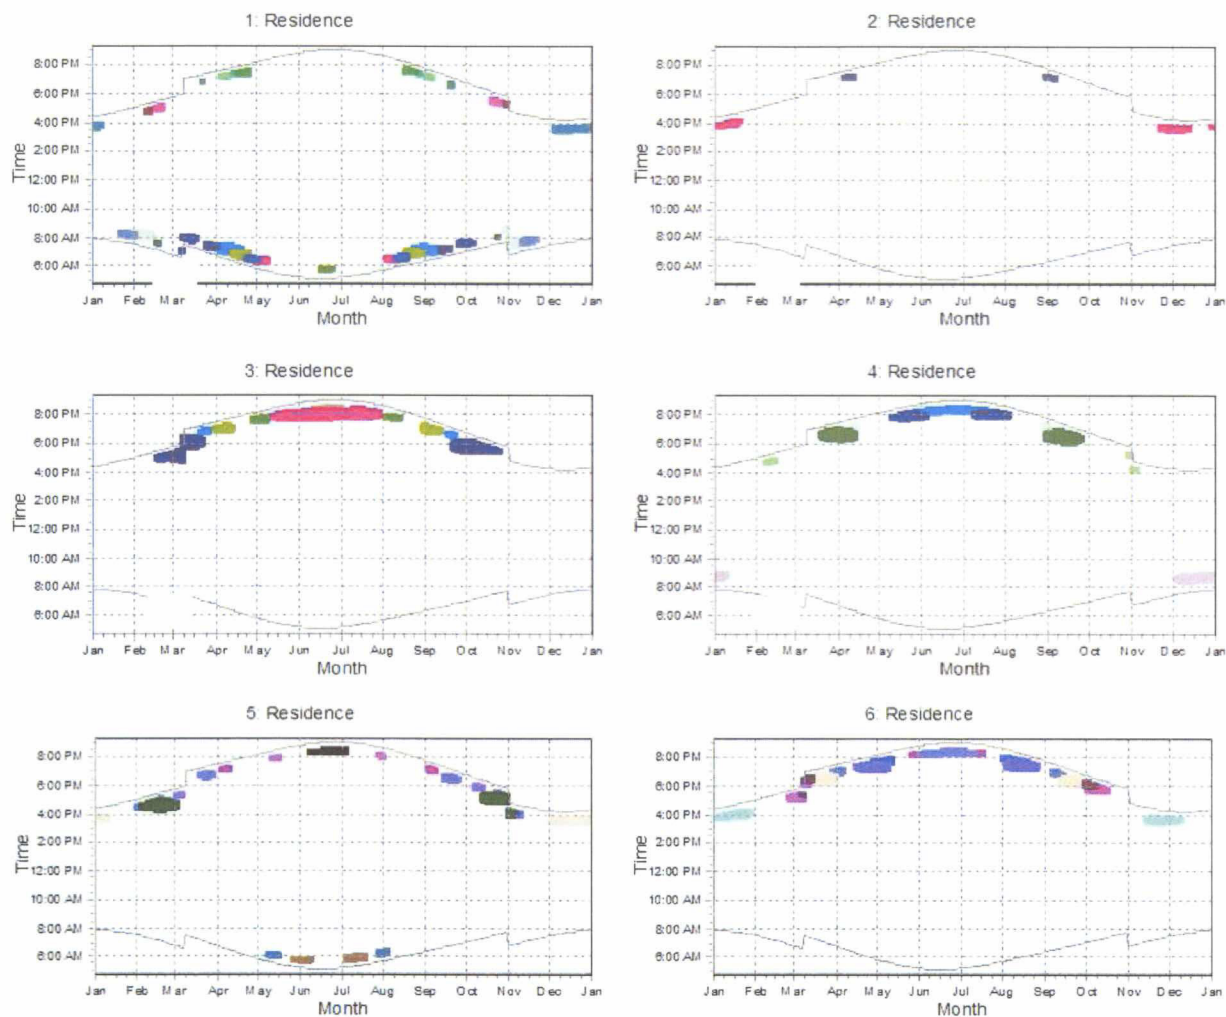 1: Residence
8:00 PM
6:00 PM
4:00 PM
2:00 PM
12:00 PM
10:00 AM
8:00 AM
6:00 AM
Time
Jan Feb Mar Apr May Jun Jul Aug Sep Oct Nov Dec Jan
Month
2: Residence
8:00 PM
6:00 PM
4:00 PM
2:00 PM
12:00 PM
10:00 AM
8:00 AM
6:00 AM
Time
Jan Feb Mar Apr May Jun Jul Aug Sep Oct Nov Dec Jan
Month
3: Residence
8:00 PM
6:00 PM
4:00 PM
2:00 PM
12:00 PM
10:00 AM
8:00 AM
6:00 AM
Time
Jan Feb Mar Apr May Jun Jul Aug Sep Oct Nov Dec Jan
Month
4: Residence
8:00 PM
6:00 PM
4:00 PM
2:00 PM
12:00 PM
10:00 AM
8:00 AM
6:00 AM
Time
Jan Feb Mar Apr May Jun Jul Aug Sep Oct Nov Dec Jan
Month
5: Residence
8:00 PM
6:00 PM
4:00 PM
2:00 PM
12:00 PM
10:00 AM
8:00 AM
6:00 AM
Time
Jan Feb Mar Apr May Jun Jul Aug Sep Oct Nov Dec Jan
Month
6: Residence
8:00 PM
6:00 PM
4:00 PM
2:00 PM
12:00 PM
10:00 AM
8:00 AM
6:00 AM
Time
Jan Feb Mar Apr May Jun Jul Aug Sep Oct Nov Dec Jan
Month